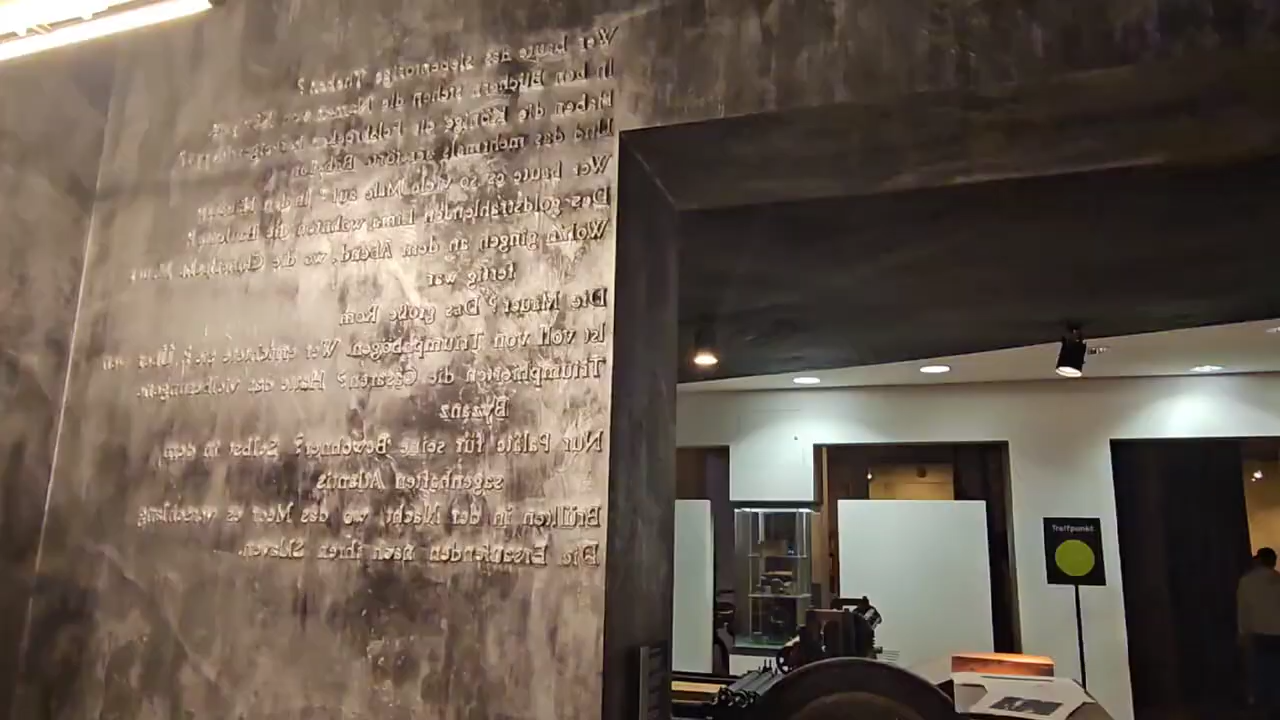 Wer baute das siebentorige Theben?
In den Büchern stehen die Namen von
Haben die Könige die Felsbrocken herbeigeschleppt?
Und das mehrmals zerstörte Babylon
Wer baute es so viele Male auf? In den Häusern
Des goldstrahlenden Lima wohnten die Bauleute?
Wohin gingen an dem Abend, wo die Chinesische Mauer
fertig war
Die Maurer? Das große Rom
Ist voll von Triumphbögen. Wer errichtete sie? Über wen
Triumphierten die Cäsaren? Hatte das vielbesungene
Byzanz
Nur Paläste für seine Bewohner? Selbst in dem
sagenhaften Atlantis
Brüllten in der Nacht, wo das Meer es verschlang
Die Ersaufenden nach ihren Sklaven.
Treffpunkt